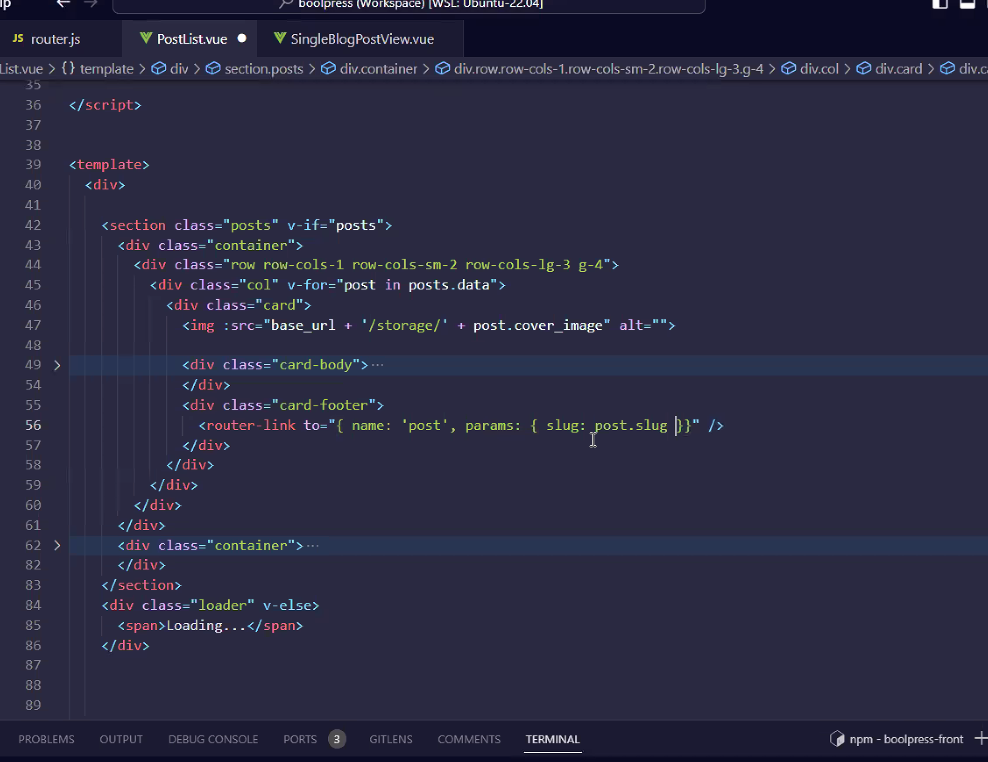 lp boolpress (Workspace) [WSL: Ubuntu-22.04]
JS router.js PostList.vue SingleBlogPostView.vue
List.vue > {} template > div > section.posts > div.container > div.row.row-cols-1.row-cols-sm-2.row-cols-lg-3.g-4 > div.col > div.card > div.c
35
36 </script>
37
38
39 <template>
40 <div>
41
42 <section class="posts" v-if="posts">
43 <div class="container">
44 <div class="row row-cols-1 row-cols-sm-2 row-cols-lg-3 g-4">
45 <div class="col" v-for="post in posts.data">
46 <div class="card">
47 <img :src="base_url + '/storage/' + post.cover_image" alt="">
48
49 > <div class="card-body">···
54 </div>
55 <div class="card-footer">
56 <router-link to="{ name: 'post', params: { slug: post.slug }}" />
57 </div>
58 </div>
59 </div>
60 </div>
61 </div>
62 > <div class="container">···
82 </div>
83 </section>
84 <div class="loader" v-else>
85 <span>Loading...</span>
86 </div>
87
88
89
PROBLEMS OUTPUT DEBUG CONSOLE PORTS 3 GITLENS COMMENTS TERMINAL npm - boolpress-front